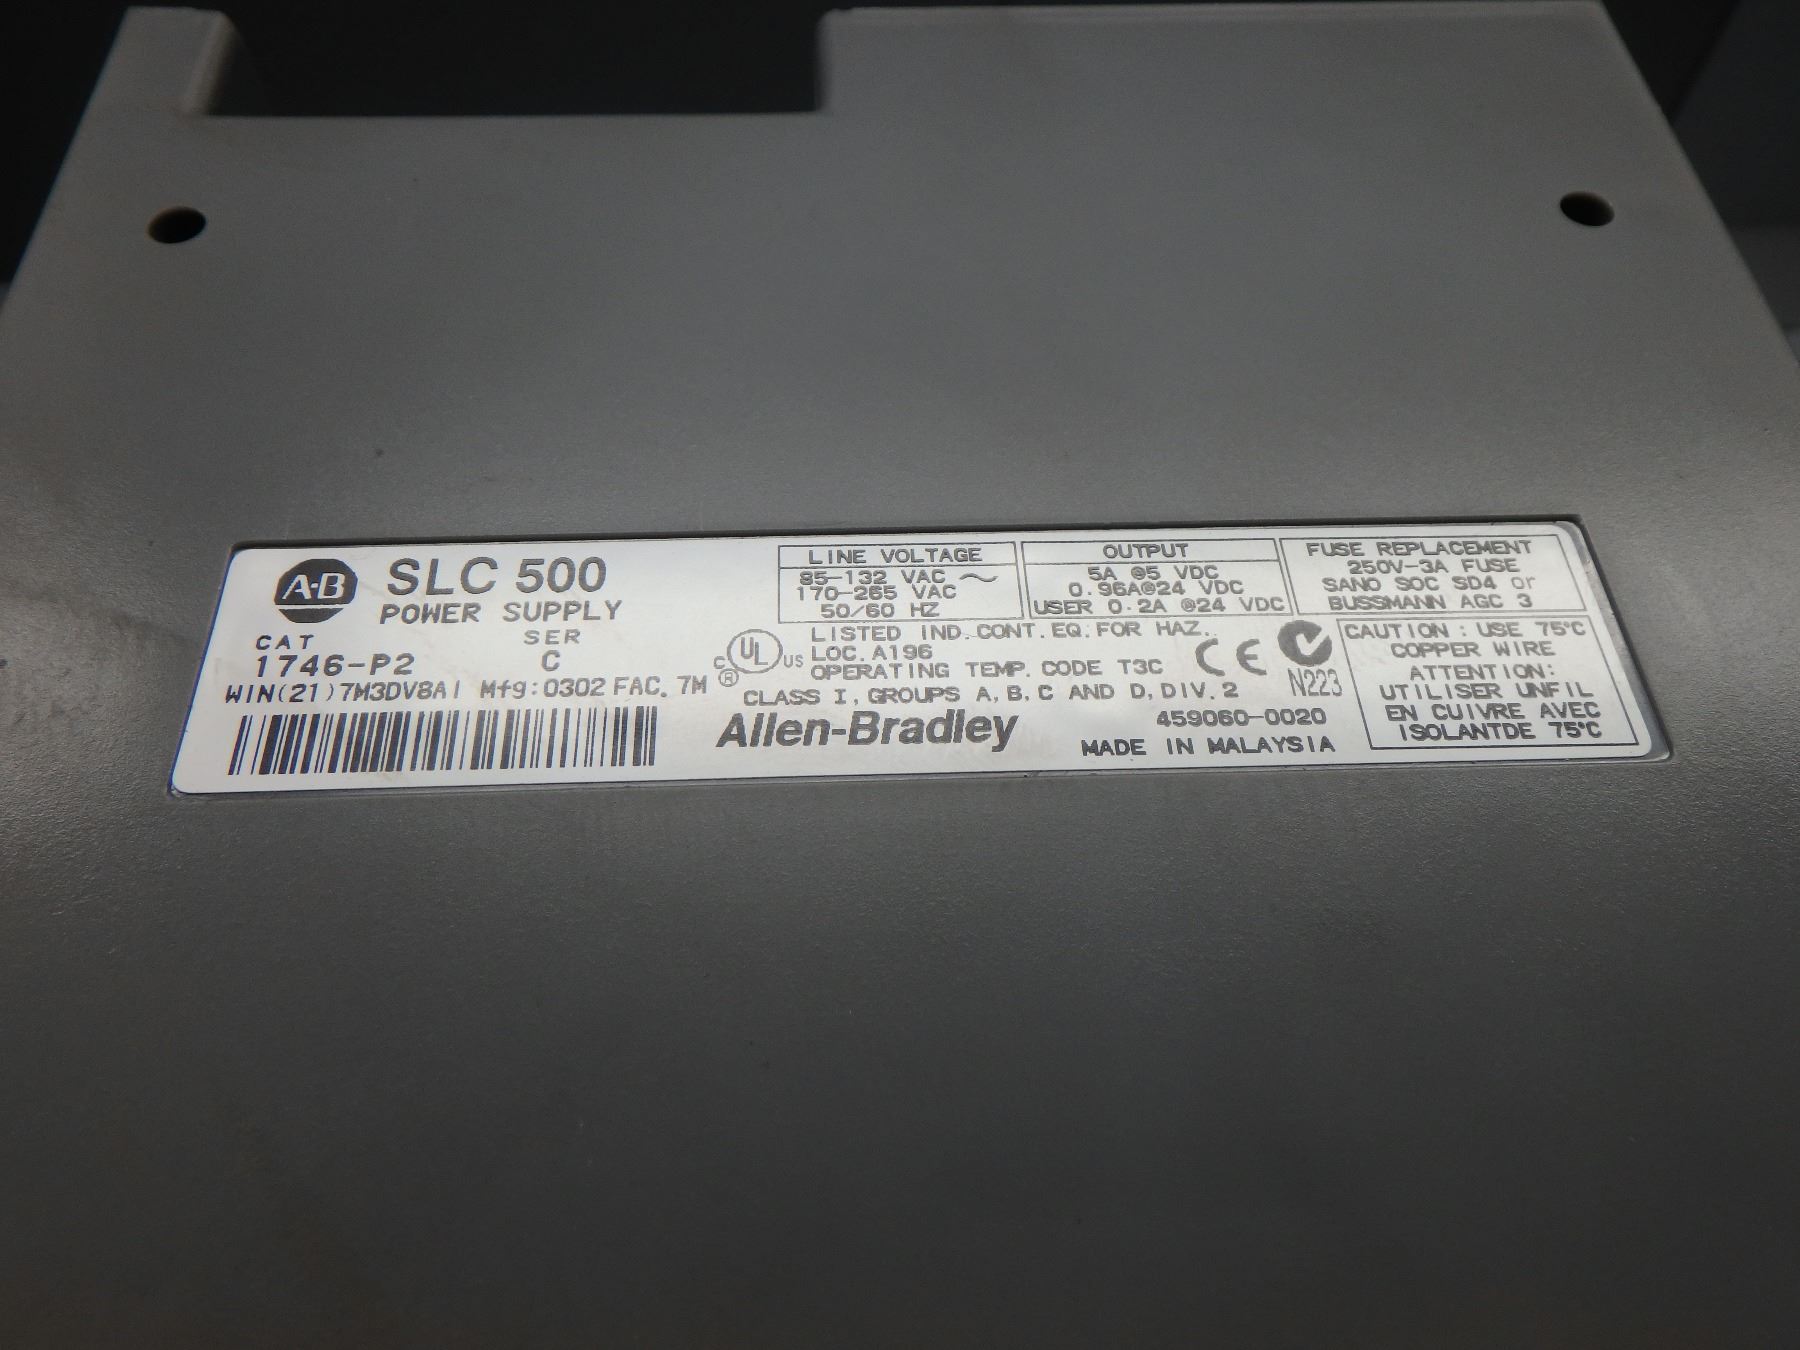 A-B
SLC 500
POWER SUPPLY
CAT
SER
1746-P2
C
WIN(21)7M3DV8AI Mfg:0302 FAC. 7M
LINE VOLTAGE
85-132 VAC ~
170-265 VAC
50/60 HZ
OUTPUT
5A @5 VDC
0.96A@24 VDC
USER 0.2A @24 VDC
FUSE REPLACEMENT
250V-3A FUSE
SANO SOC SD4 or
BUSSMANN AGC 3
C UL US
®
LISTED IND. CONT. EQ. FOR HAZ.
LOC. A196
OPERATING TEMP. CODE T3C
CLASS I, GROUPS A, B, C AND D, DIV. 2
CE
N223
Allen-Bradley
459060-0020
MADE IN MALAYSIA
CAUTION : USE 75°C
COPPER WIRE
ATTENTION:
UTILISER UNFIL
EN CUIVRE AVEC
ISOLANTDE 75°C